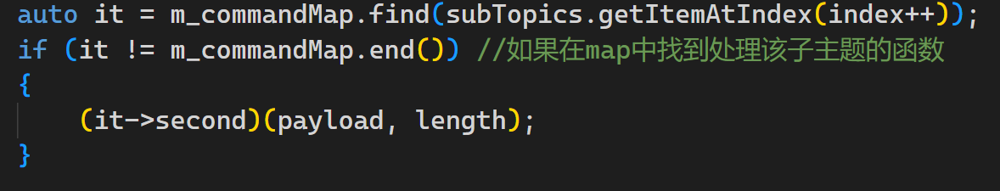 auto it = m_commandMap.find(subTopics.getItemAtIndex(index++));
if (it != m_commandMap.end()) //如果在map中找到处理该子主题的函数
{
    (it->second)(payload, length);
}